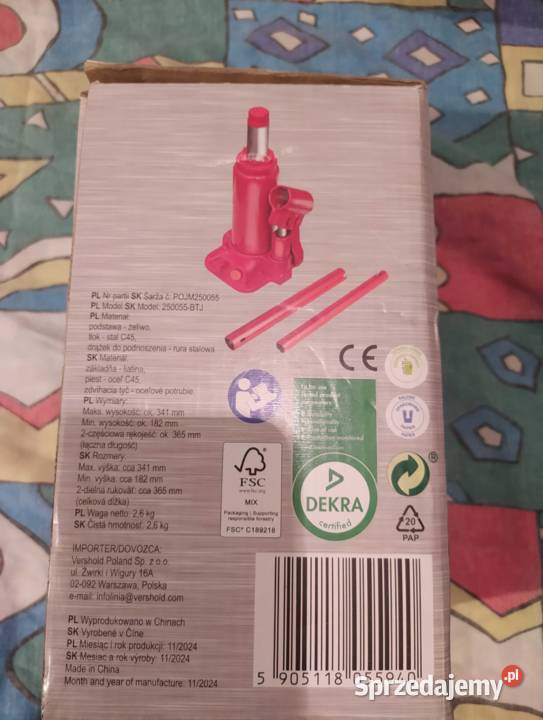 PL Nr partii SK Šarža č. POJM250055
PL Model SK Model: 250055-BTJ
PL Materiał:
podstawa - żeliwo,
tłok - stal C45,
drążek do podnoszenia - rura stalowa
SK Materiál:
základňa - liatina,
piest - oceľ C45,
zdvíhacia tyč - oceľové potrubie
PL Wymiary:
Maks. wysokość: ok. 341 mm
Min. wysokość: ok. 182 mm
2-częściowa rękojeść: ok. 365 mm
(łączna długość)
SK Rozmery:
Max. výška: cca 341 mm
Min. výška: cca 182 mm
2-dielna rukoväť: cca 365 mm
(celková dĺžka)
PL Waga netto: 2,6 kg
SK Čistá hmotnosť: 2,6 kg
IMPORTER/DOVOZCA:
Vershold Poland Sp. z o.o.
ul. Żwirki i Wigury 16A
02-092 Warszawa, Polska
e-mail: infolinia@vershold.com
PL Wyprodukowano w Chinach
SK Vyrobené v Číne
PL Miesiąc i rok produkcji: 11/2024
SK Mesiac a rok výroby: 11/2024
Made in China
Month and year of manufacture: 11/2024
CE
FSC
www.fsc.org
MIX
Packaging | Supporting
responsible forestry
FSC® C189218
DEKRA
certified
PAPIER
20
PAP
5 905118 055940
Sprzedajemy.pl